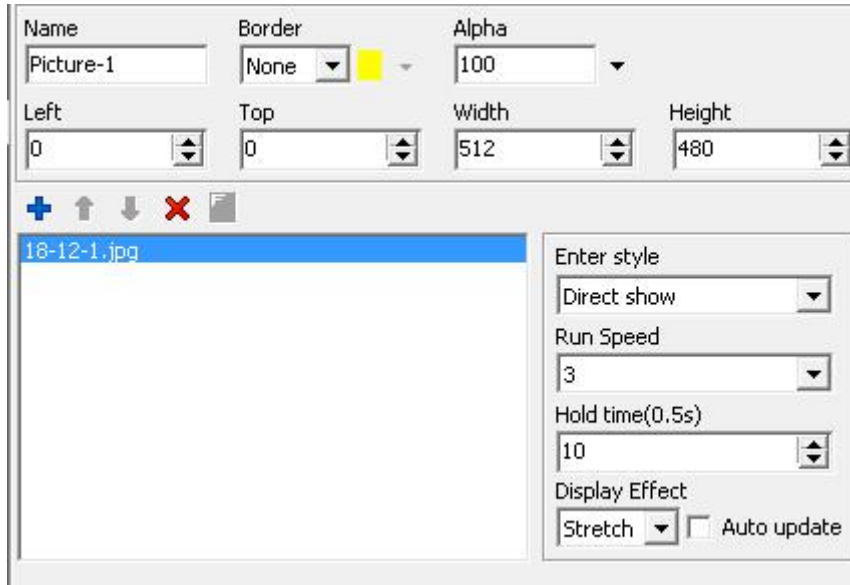 Name Border Alpha
Picture-1 None 100
Left Top Width Height
0 0 512 480
18-12-1.jpg
Enter style
Direct show
Run Speed
3
Hold time(0.5s)
10
Display Effect
Stretch Auto update